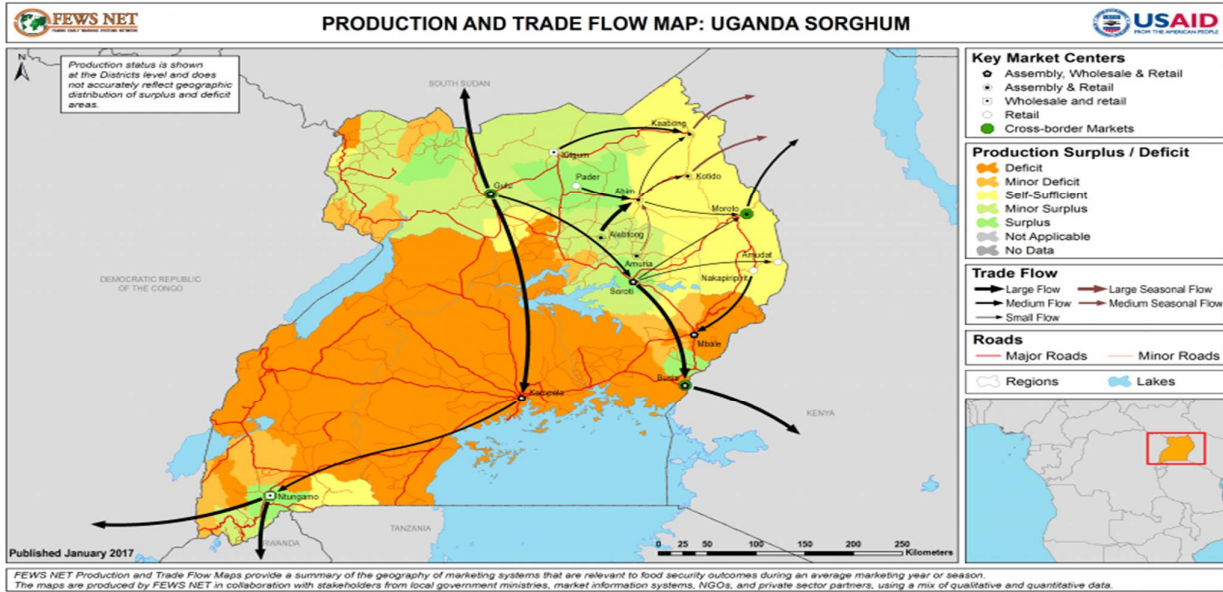 FEWS NET
FAMINE EARLY WARNING SYSTEMS NETWORK
PRODUCTION AND TRADE FLOW MAP: UGANDA SORGHUM
USAID
FROM THE AMERICAN PEOPLE
N
Production status is shown
at the Districts level and does
not accurately reflect geographic
distribution of surplus and deficit
areas.
SOUTH SUDAN
Kaabong
Kitgum
Kotido
Pader
Gulu
Abim
Moroto
Alebtong
Amuria
Amudat
Nakapiripirit
Soroti
DEMOCRATIC REPUBLIC
OF THE CONGO
Mbale
Busia
Kampala
KENYA
Ntungamo
TANZANIA
RWANDA
Published January 2017
0 25 50 100 150 200 250
Kilometers
Key Market Centers
Assembly, Wholesale & Retail
Assembly & Retail
Wholesale and retail
Retail
Cross-border Markets
Production Surplus / Deficit
Deficit
Minor Deficit
Self-Sufficient
Minor Surplus
Surplus
Not Applicable
No Data
Trade Flow
Large Flow
Large Seasonal Flow
Medium Flow
Medium Seasonal Flow
Small Flow
Roads
Major Roads
Minor Roads
Regions
Lakes
FEWS NET Production and Trade Flow Maps provide a summary of the geography of marketing systems that are relevant to food security outcomes during an average marketing year or season.
The maps are produced by FEWS NET in collaboration with stakeholders from local government ministries, market information systems, NGOs, and private sector partners, using a mix of qualitative and quantitative data.